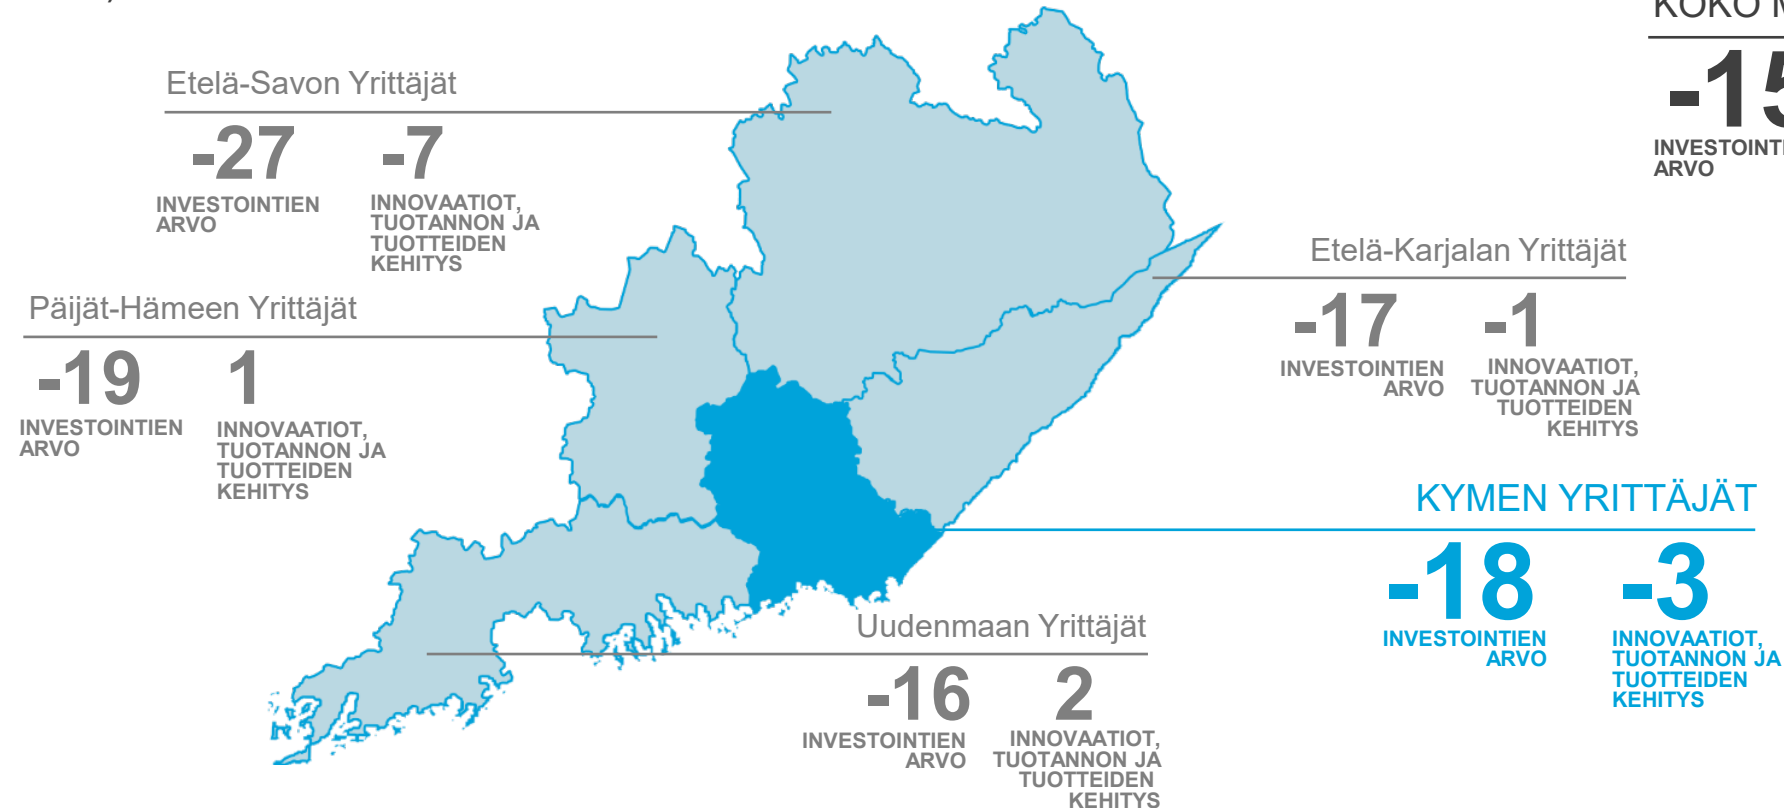 KOKO
-15
INVESTOINTIEN
ARVO
Etelä-Savon Yrittäjät
-27
INVESTOINTIEN
ARVO
-7
INNOVAATIOT,
TUOTANNON JA
TUOTTEIDEN
KEHITYS
Etelä-Karjalan Yrittäjät
-17
INVESTOINTIEN
ARVO
-1
INNOVAATIOT,
TUOTANNON JA
TUOTTEIDEN
KEHITYS
Päijät-Hämeen Yrittäjät
-19
INVESTOINTIEN
ARVO
1
INNOVAATIOT,
TUOTANNON JA
TUOTTEIDEN
KEHITYS
KYMEN YRITTÄJÄT
-18
INVESTOINTIEN
ARVO
-3
INNOVAATIOT,
TUOTANNON JA
TUOTTEIDEN
KEHITYS
Uudenmaan Yrittäjät
-16
INVESTOINTIEN
ARVO
2
INNOVAATIOT,
TUOTANNON JA
TUOTTEIDEN
KEHITYS